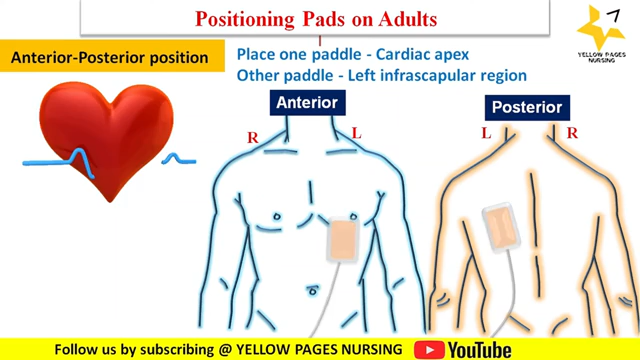 Positioning Pads on Adults
YELLOW PAGES
NURSING
Anterior-Posterior position
Place one paddle - Cardiac apex
Other paddle - Left infrascapular region
Anterior
Posterior
R
L
L
R
Follow us by subscribing @ YELLOW PAGES NURSING
YouTube